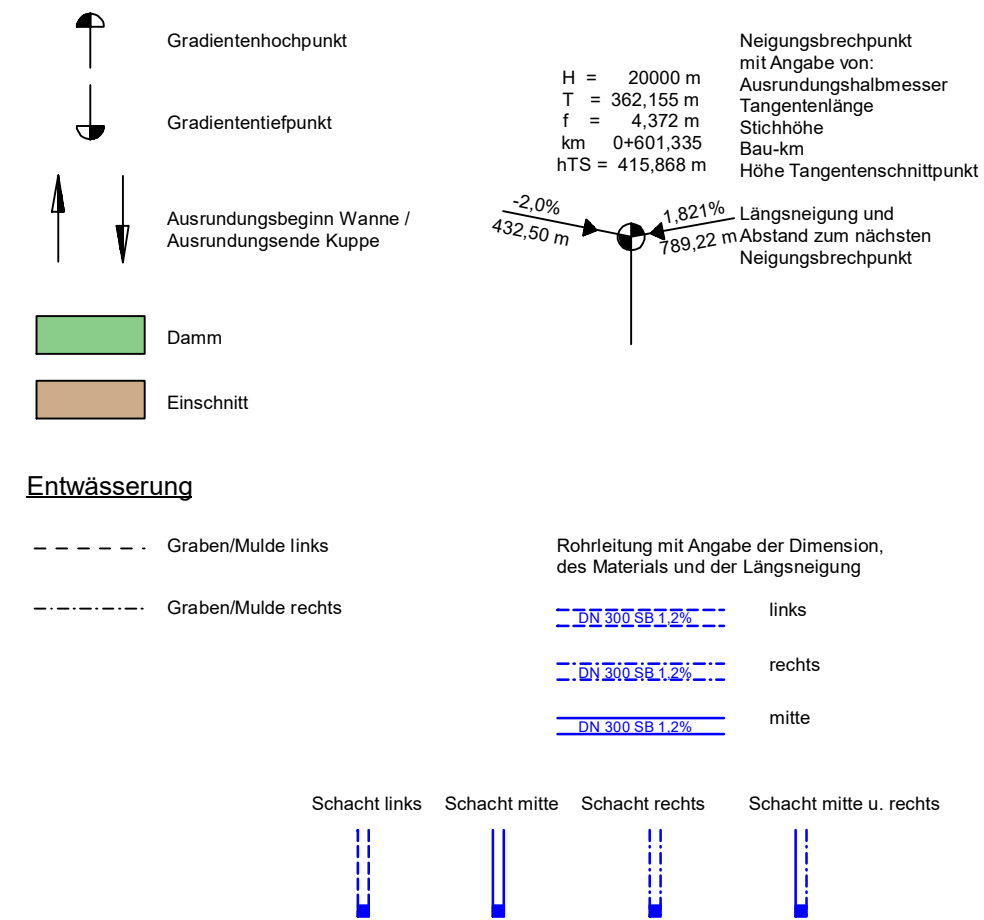 Gradientenhochpunkt
Gradiententiefpunkt
Ausrundungsbeginn Wanne /
Ausrundungsende Kuppe
Damm
Einschnitt
H = 20000 m
T = 362,155 m
f = 4,372 m
km 0+601,335
hTS = 415,868 m
Neigungsbrechpunkt
mit Angabe von:
Ausrundungshalbmesser
Tangentenlänge
Stichhöhe
Bau-km
Höhe Tangentenschnittpunkt
-2,0%
432,50 m
1,821%
789,22 m
Längsneigung und
Abstand zum nächsten
Neigungsbrechpunkt
Entwässerung
Graben/Mulde links
Graben/Mulde rechts
Rohrleitung mit Angabe der Dimension,
des Materials und der Längsneigung
DN 300 SB 1,2%
links
DN 300 SB 1,2%
rechts
DN 300 SB 1,2%
mitte
Schacht links
Schacht mitte
Schacht rechts
Schacht mitte u. rechts